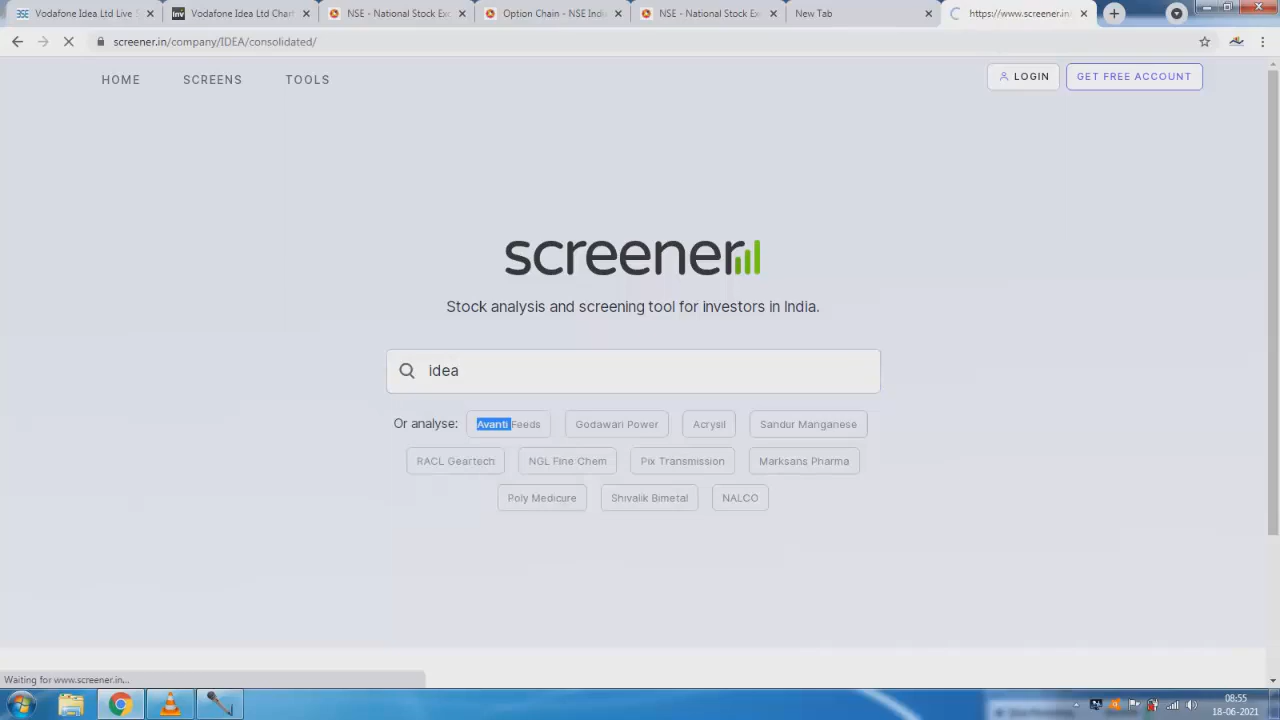 Vodafone Idea Ltd Live S
Vodafone Idea Ltd Chart
NSE - National Stock Ex
Option Chain - NSE India
NSE - National Stock Ex
New Tab
https://www.screener.in/
screener.in/company/IDEA/consolidated/
HOME
SCREENS
TOOLS
LOGIN
GET FREE ACCOUNT
screener
Stock analysis and screening tool for investors in India.
idea
Or analyse:
Avanti Feeds
Godawari Power
Acrysil
Sandur Manganese
RACL Geartech
NGL Fine Chem
Pix Transmission
Marksans Pharma
Poly Medicure
Shivalik Bimetal
NALCO
Waiting for www.screener.in...
08:55
18-06-2021